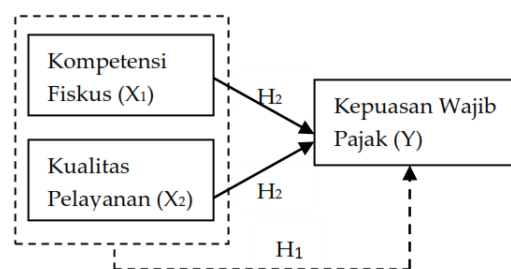 Kompetensi
Fiskus (X1)
H2
Kepuasan Wajib
Pajak (Y)
Kualitas
Pelayanan (X2)
H2
H1